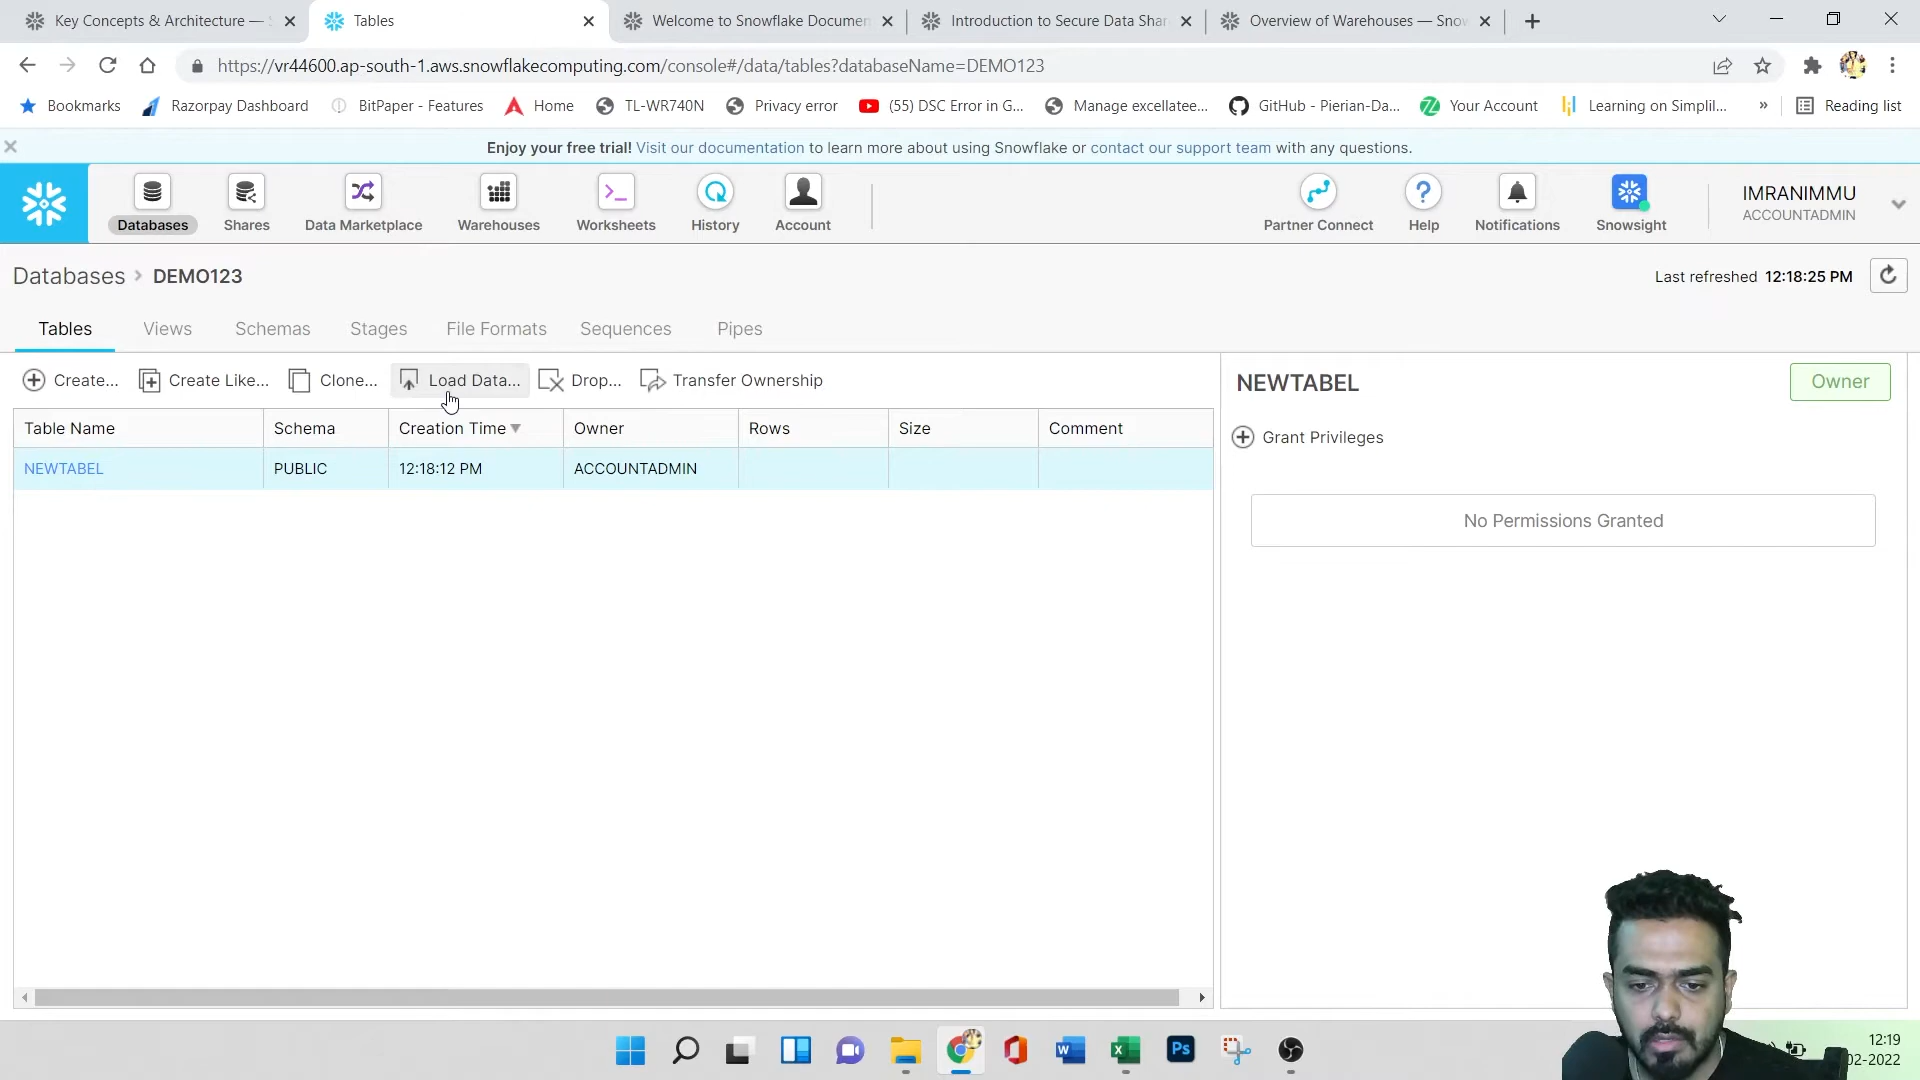 Key Concepts & Architecture —
Tables
Welcome to Snowflake Documen
Introduction to Secure Data Shar
Overview of Warehouses — Snow
https://vr44600.ap-south-1.aws.snowflakecomputing.com/console#/data/tables?databaseName=DEMO123
Bookmarks
Razorpay Dashboard
BitPaper - Features
Home
TL-WR740N
Privacy error
(55) DSC Error in G...
Manage excellatee...
GitHub - Pierian-Da...
Your Account
Learning on Simplil...
»
Reading list
Enjoy your free trial! Visit our documentation to learn more about using Snowflake or contact our support team with any questions.
Databases
Shares
Data Marketplace
Warehouses
Worksheets
History
Account
Partner Connect
Help
Notifications
Snowsight
IMRANIMMU
ACCOUNTADMIN
Databases > DEMO123
Last refreshed 12:18:25 PM
Tables
Views
Schemas
Stages
File Formats
Sequences
Pipes
Create...
Create Like...
Clone...
Load Data...
Drop...
Transfer Ownership
NEWTABEL
Owner
Table Name
Schema
Creation Time
Owner
Rows
Size
Comment
Grant Privileges
NEWTABEL
PUBLIC
12:18:12 PM
ACCOUNTADMIN
No Permissions Granted
12:19
02-2022